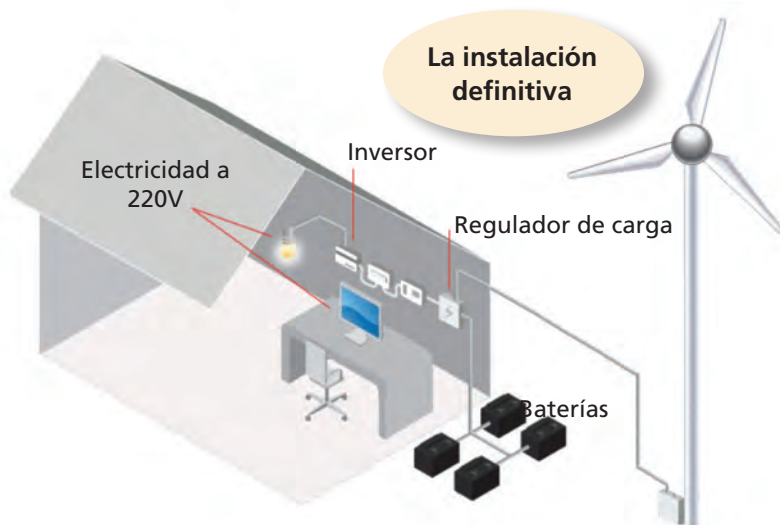 La instalación
definitiva
Electricidad a
220V
Inversor
Regulador de carga
Baterías